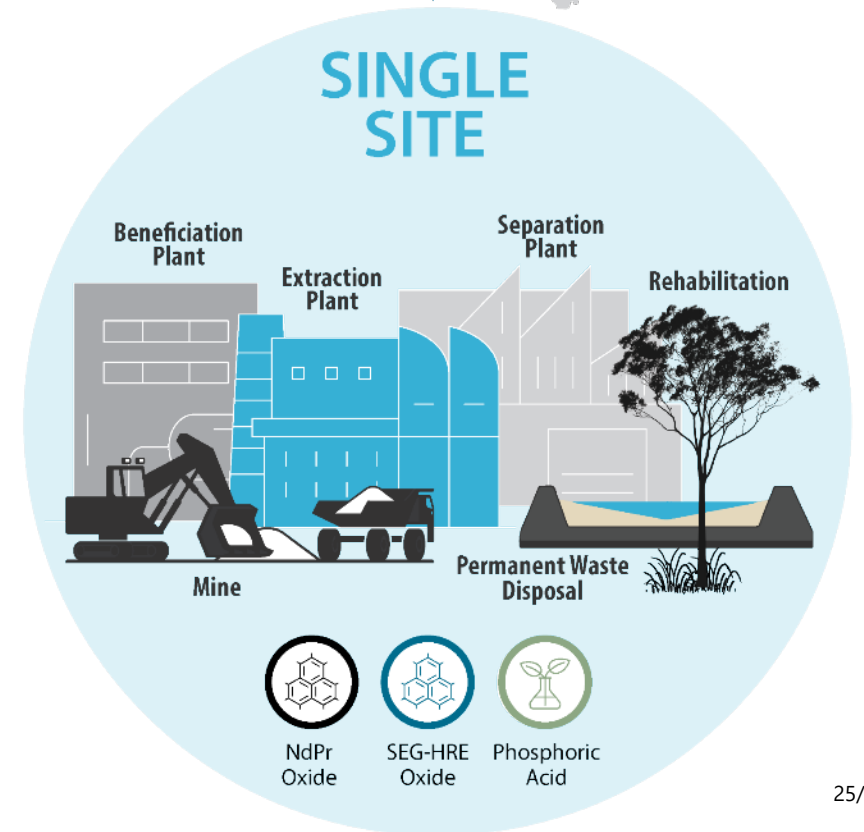 SINGLE
SITE
Beneficiation
Plant
Extraction
Plant
Separation
Plant
Rehabilitation
Mine
Permanent Waste
Disposal
NdPr
Oxide
SEG-HRE
Oxide
Phosphoric
Acid
25/